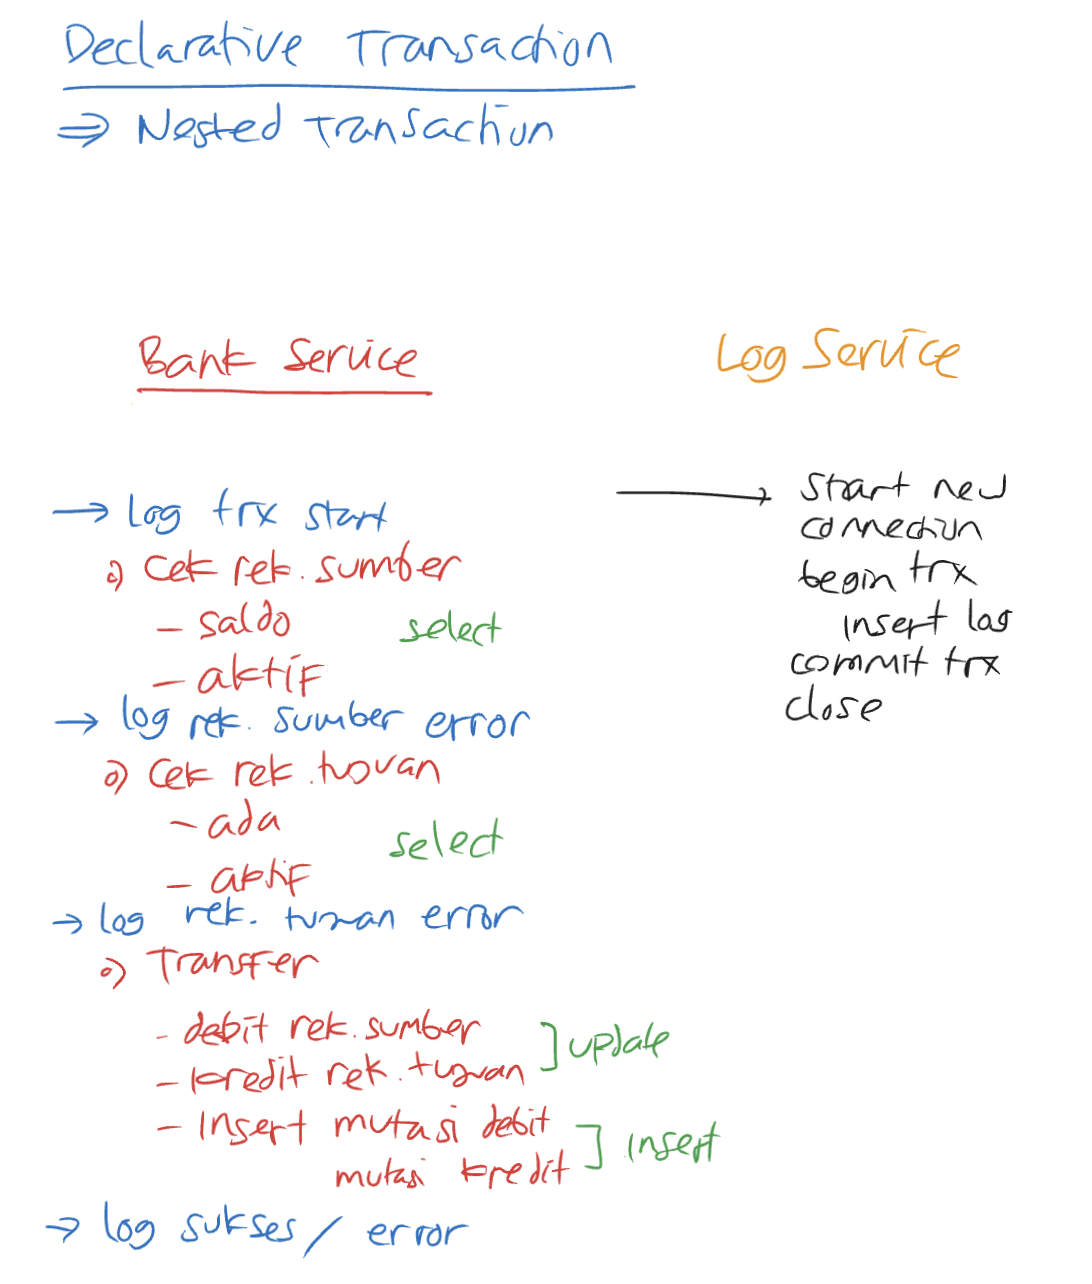 Declarative Transaction
⇒ Nested Transaction
Bank Service
Log Service
→ log trx start
o) Cek rek. sumber
- saldo
select
- aktif
→ log rek. sumber error
o) Cek rek. tujuan
- ada
select
- aktif
→ log rek. tujuan error
o) Transfer
- debit rek. sumber
- kredit rek. tujuan
] update
- insert mutasi debit
mutasi kredit
] insert
→ log sukses / error
→ start new
connection
begin trx
insert log
commit trx
close